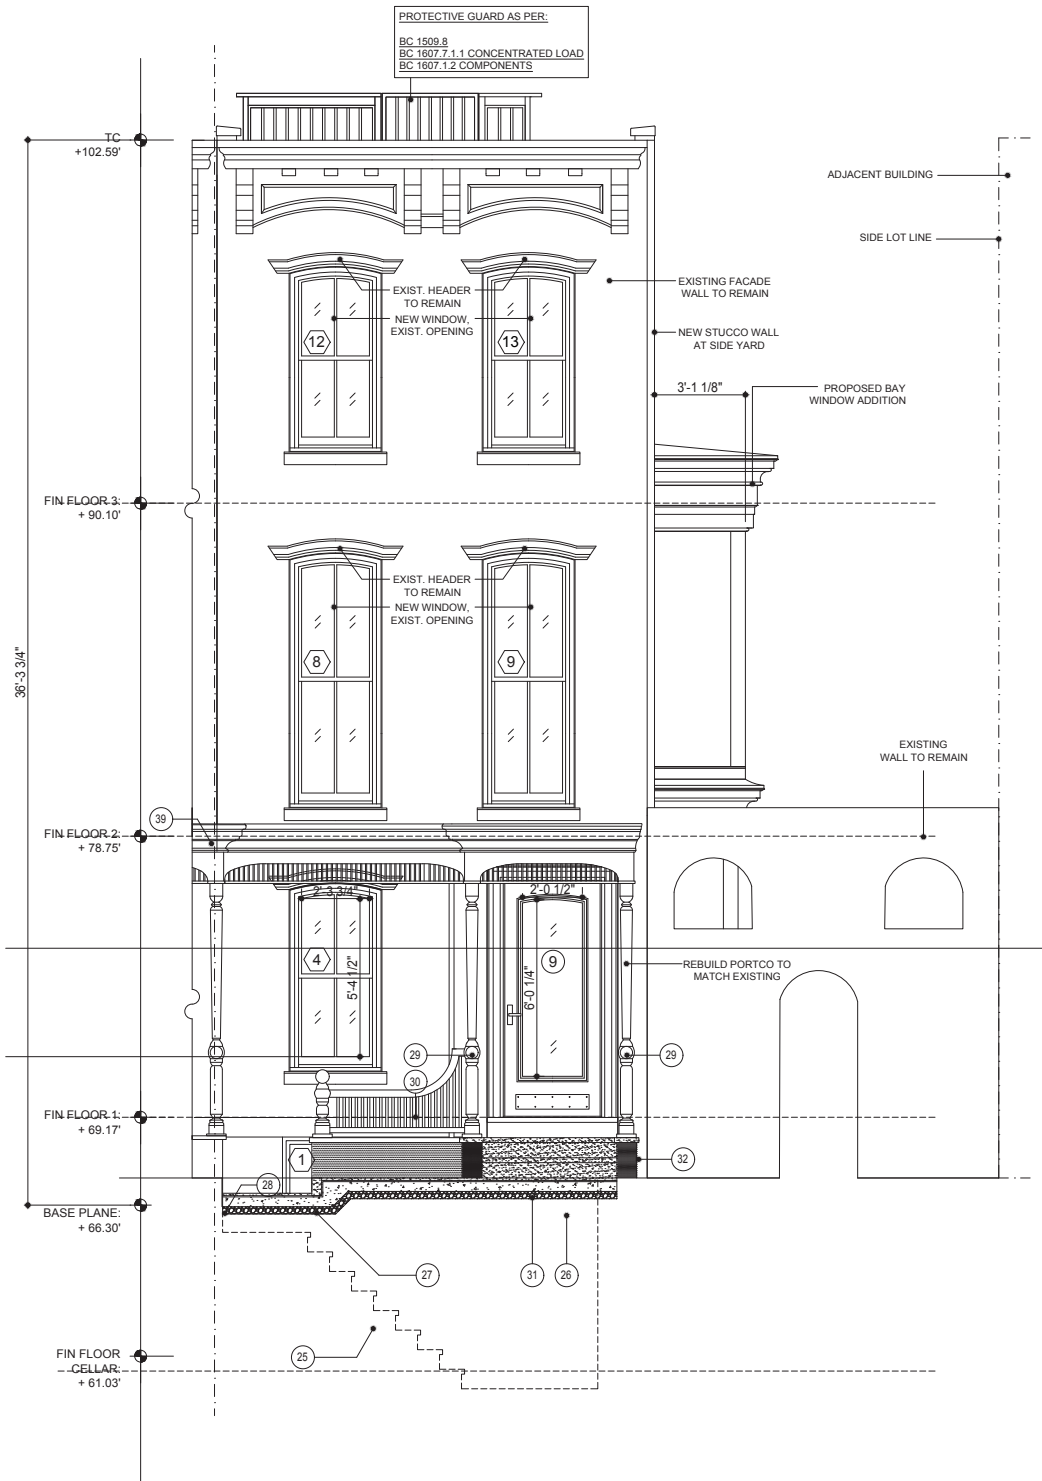 PROTECTIVE GUARD AS PER:
BC 1509.8
BC 1607.7.1.1 CONCENTRATED LOAD
BC 1607.1.2 COMPONENTS
TC
+102.59'
ADJACENT BUILDING
SIDE LOT LINE
EXIST. HEADER
TO REMAIN
NEW WINDOW,
EXIST. OPENING
EXISTING FACADE
WALL TO REMAIN
12
13
NEW STUCCO WALL
AT SIDE YARD
3'-1 1/8"
PROPOSED BAY
WINDOW ADDITION
FIN FLOOR 3:
+ 90.10'
EXIST. HEADER
TO REMAIN
NEW WINDOW,
EXIST. OPENING
8
9
36'-3 3/4"
EXISTING
WALL TO REMAIN
39
FIN FLOOR 2:
+ 78.75'
2' 3 3/4"
2'-0 1/2"
4
5'-4 1/2"
6'-0 1/4"
9
REBUILD PORTCO TO
MATCH EXISTING
29
29
30
FIN FLOOR 1:
+ 69.17'
1
32
28
BASE PLANE:
+ 66.30'
27
31
26
25
FIN FLOOR
CELLAR:
+ 61.03'